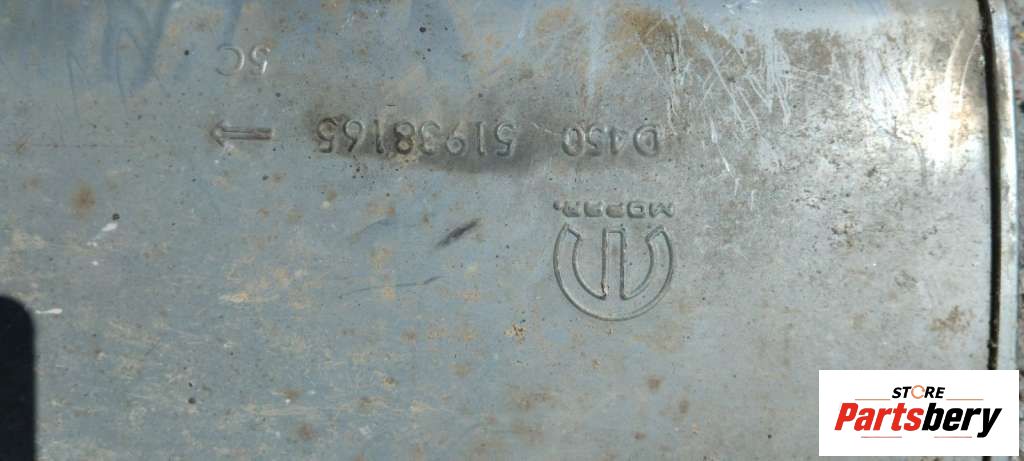 MOPAR.
D450 51938165 →
5C
STORE
Partsbery